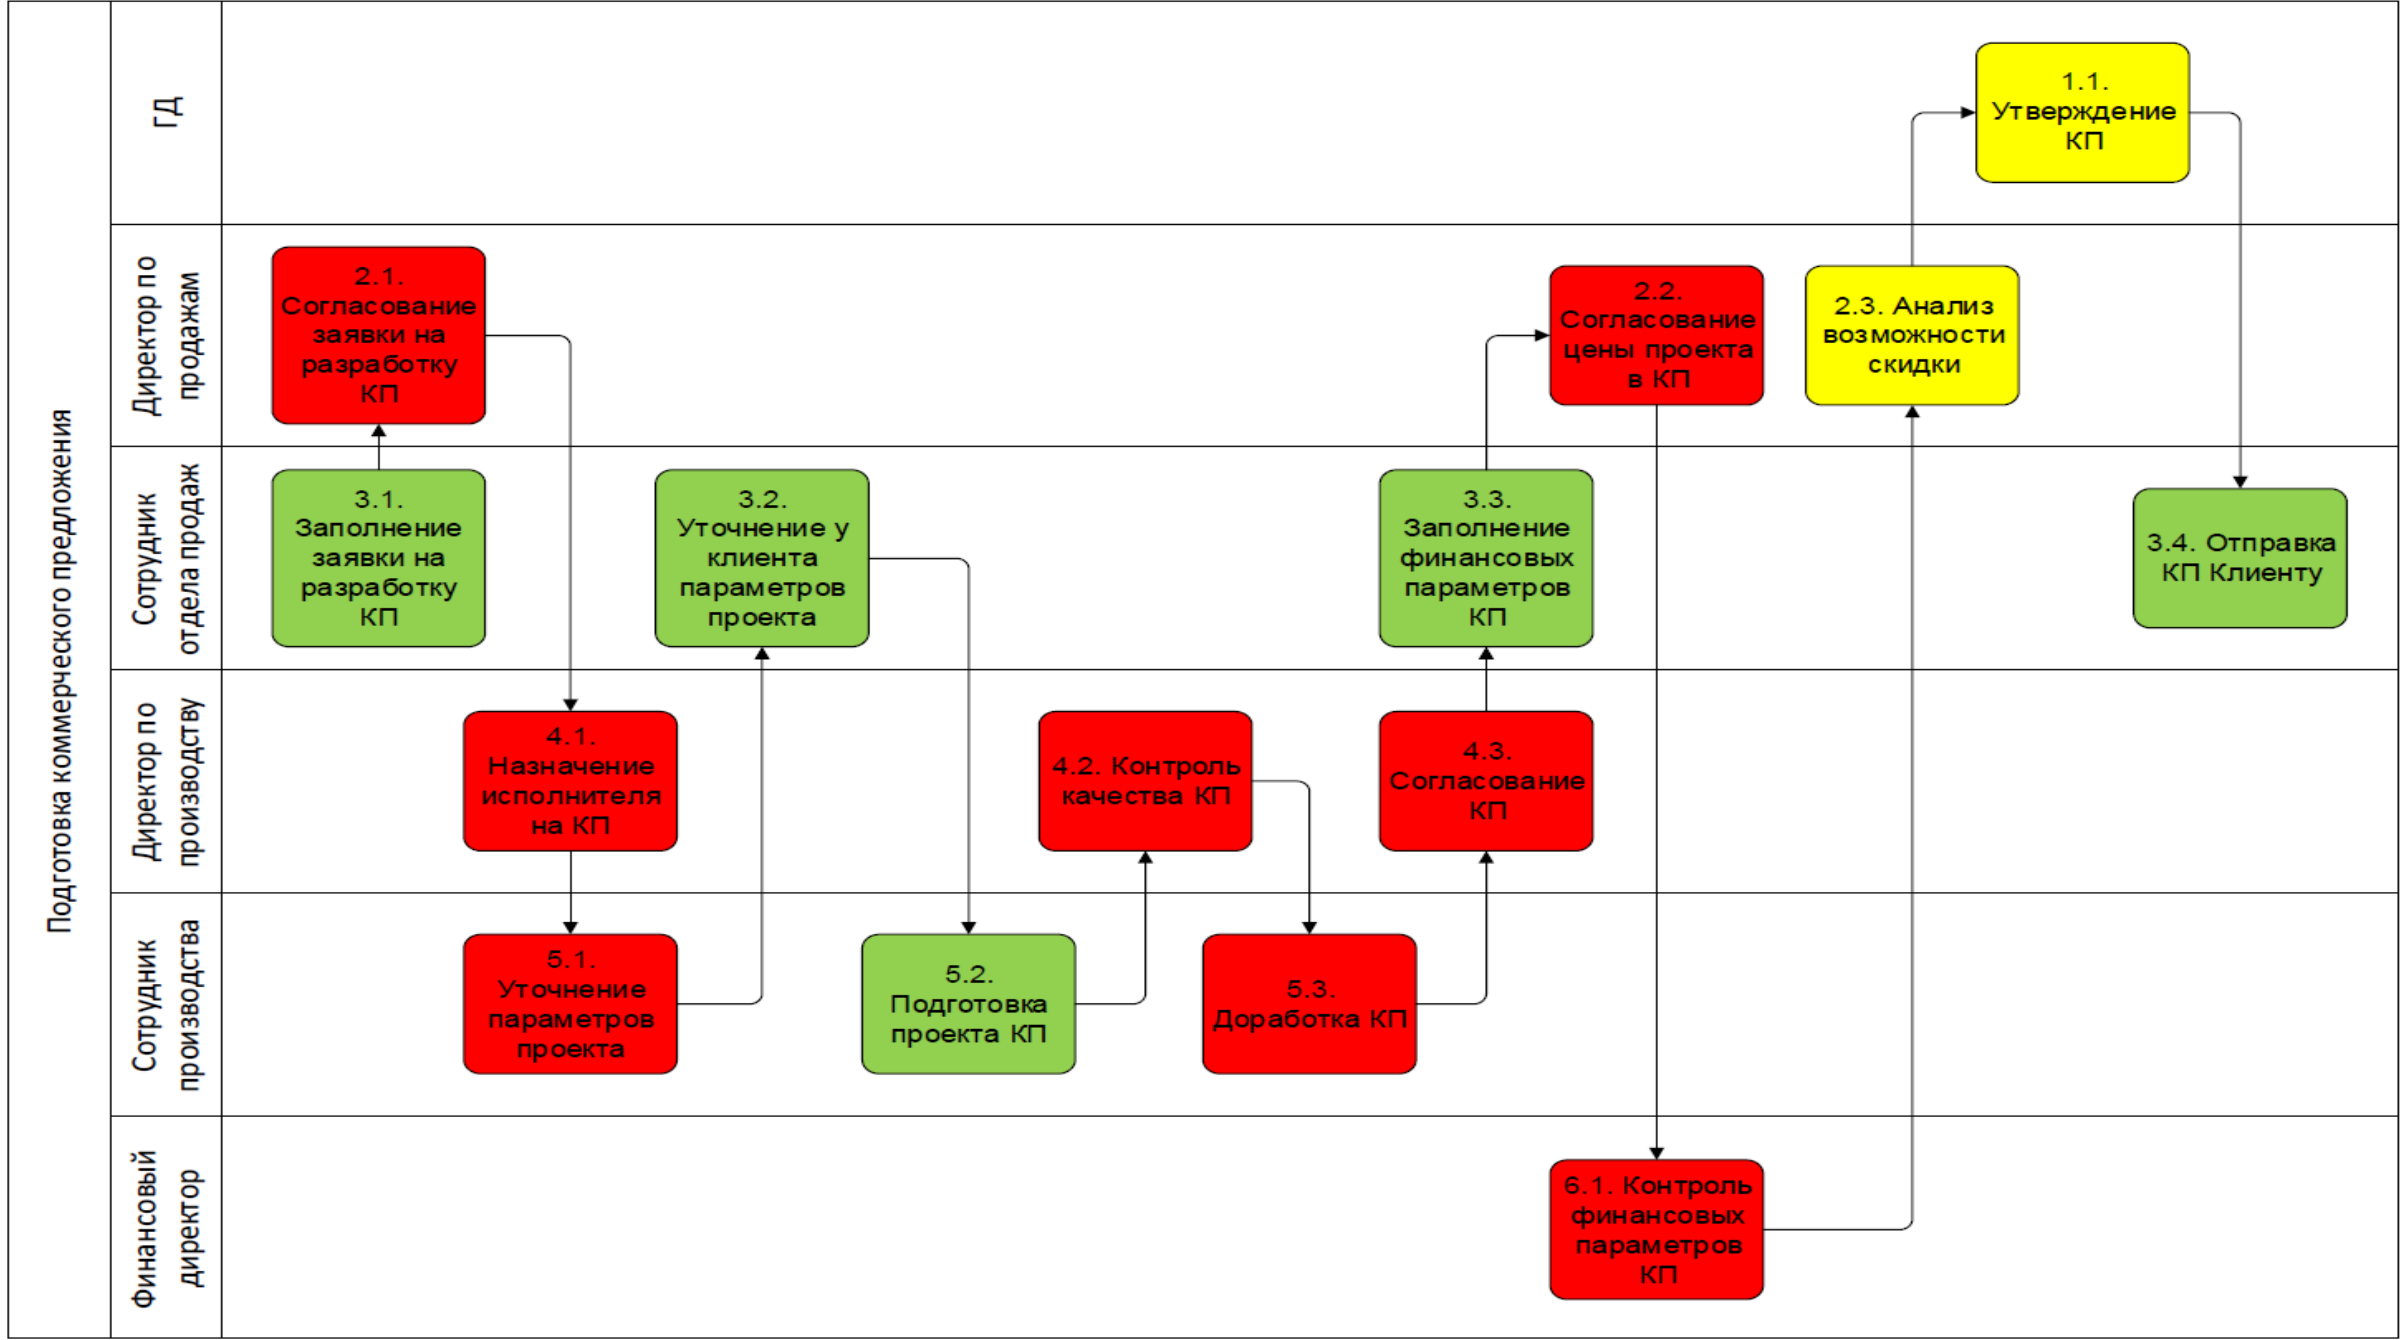 Подготовка коммерческого предложения
ГД
1.1.
Утверждение
КП
Директор по
продажам
2.1.
Согласование
заявки на
разработку
КП
2.2.
Согласование
цены проекта
в КП
2.3. Анализ
возможности
скидки
Сотрудник
отдела продаж
3.1.
Заполнение
заявки на
разработку
КП
3.2.
Уточнение у
клиента
параметров
проекта
3.3.
Заполнение
финансовых
параметров
КП
3.4. Отправка
КП Клиенту
Директор по
производству
4.1.
Назначение
исполнителя
на КП
4.2. Контроль
качества КП
4.3.
Согласование
КП
Сотрудник
производства
5.1.
Уточнение
параметров
проекта
5.2.
Подготовка
проекта КП
5.3.
Доработка КП
Финансовый
директор
6.1. Контроль
финансовых
параметров
КП